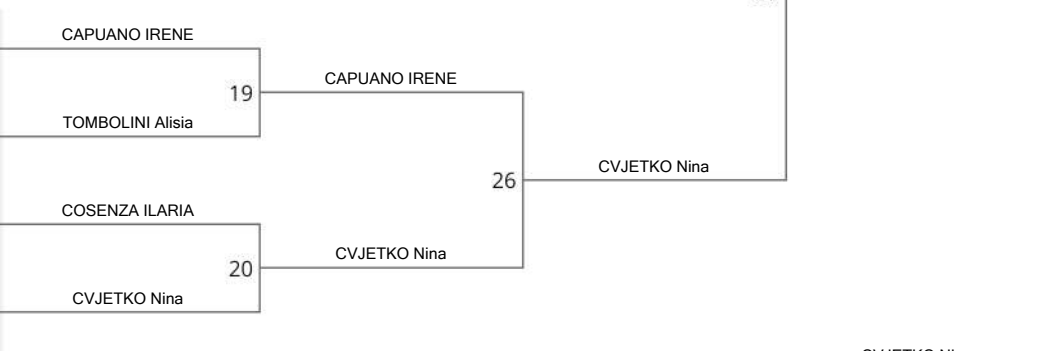 CAPUANO IRENE
19
CAPUANO IRENE
TOMBOLINI Alisia
26
CVJETKO Nina
COSENZA ILARIA
20
CVJETKO Nina
CVJETKO Nina